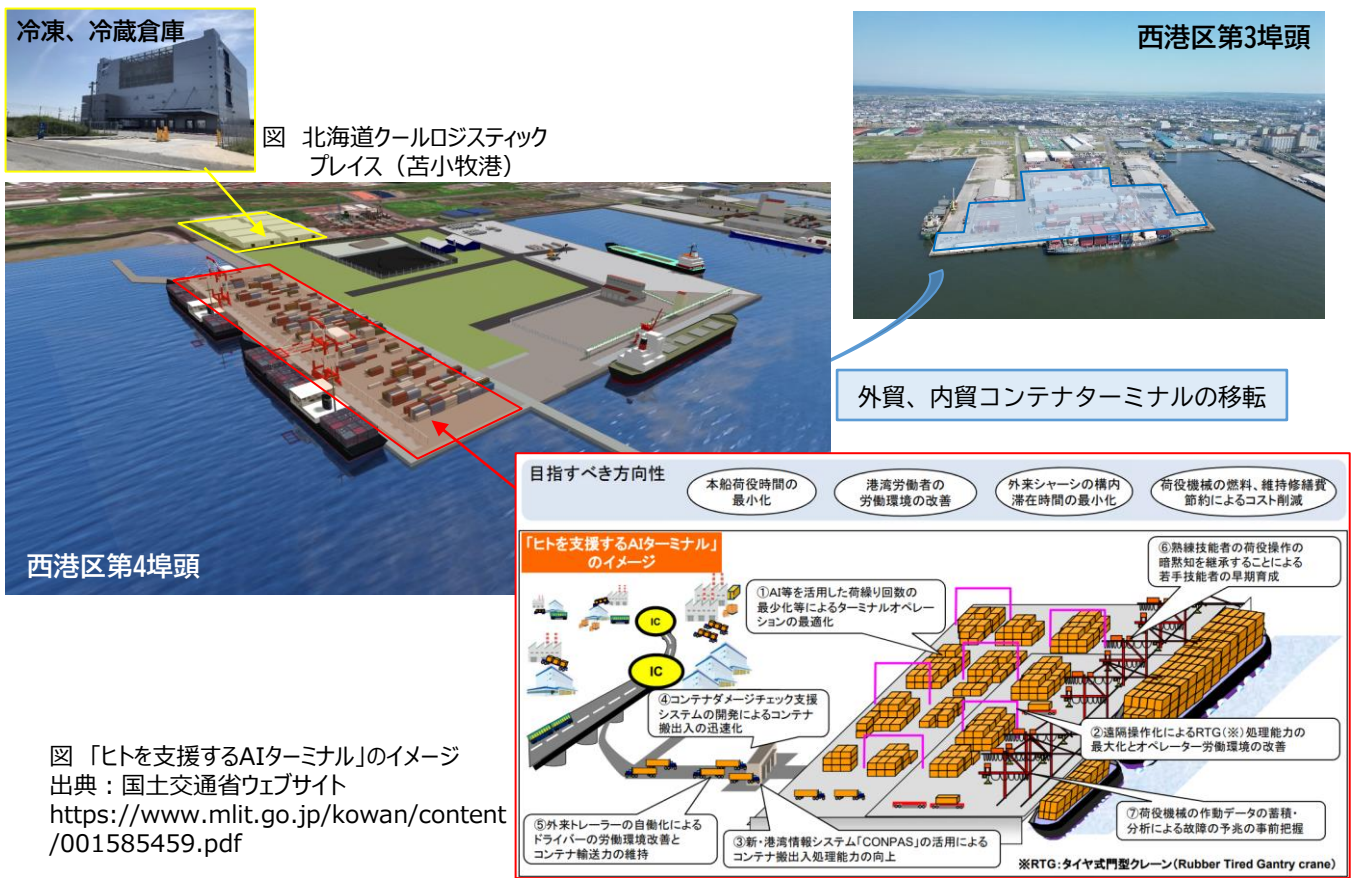 冷凍、冷蔵倉庫
図　北海道クールロジスティック
プレイス（苫小牧港）
西港区第3埠頭
外貿、内貿コンテナターミナルの移転
西港区第4埠頭
目指すべき方向性
本船荷役時間の
最小化
港湾労働者の
労働環境の改善
外来シャーシの構内
滞在時間の最小化
荷役機械の燃料、維持修繕費
節約によるコスト削減
「ヒトを支援するAIターミナル」
のイメージ
IC
IC
①AI等を活用した荷繰り回数の
最少化等によるターミナルオペレー
ションの最適化
⑥熟練技能者の荷役操作の
暗黙知を継承することによる
若手技能者の早期育成
④コンテナダメージチェック支援
システムの開発によるコンテナ
搬出入の迅速化
②遠隔操作化によるRTG（※）処理能力の
最大化とオペレーター労働環境の改善
⑤外来トレーラーの自働化による
ドライバーの労働環境改善と
コンテナ輸送力の維持
③新・港湾情報システム「CONPAS」の活用による
コンテナ搬出入処理能力の向上
⑦荷役機械の作動データの蓄積・
分析による故障の予兆の事前把握
※RTG：タイヤ式門型クレーン（Rubber Tired Gantry crane）
図　「ヒトを支援するAIターミナル」のイメージ
出典：国土交通省ウェブサイト
https://www.mlit.go.jp/kowan/content
/001585459.pdf